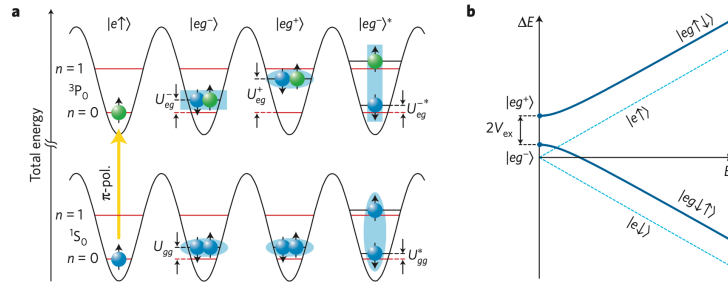 a
|e↑⟩
|eg⁻⟩
|eg⁺⟩
|eg⁻⟩*
Total energy
n = 1
³P₀
n = 0
U⁻eg
U⁺eg
U⁻*eg
π-pol.
n = 1
¹S₀
n = 0
Ugg
U*gg
b
ΔE
|eg↑↓⟩
|eg⁺⟩
2Vex
|e↑⟩
|eg⁻⟩
|eg↓↑⟩
|e↓⟩